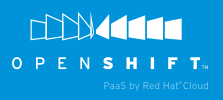 OPENSHIFT™
PaaS by Red Hat® Cloud